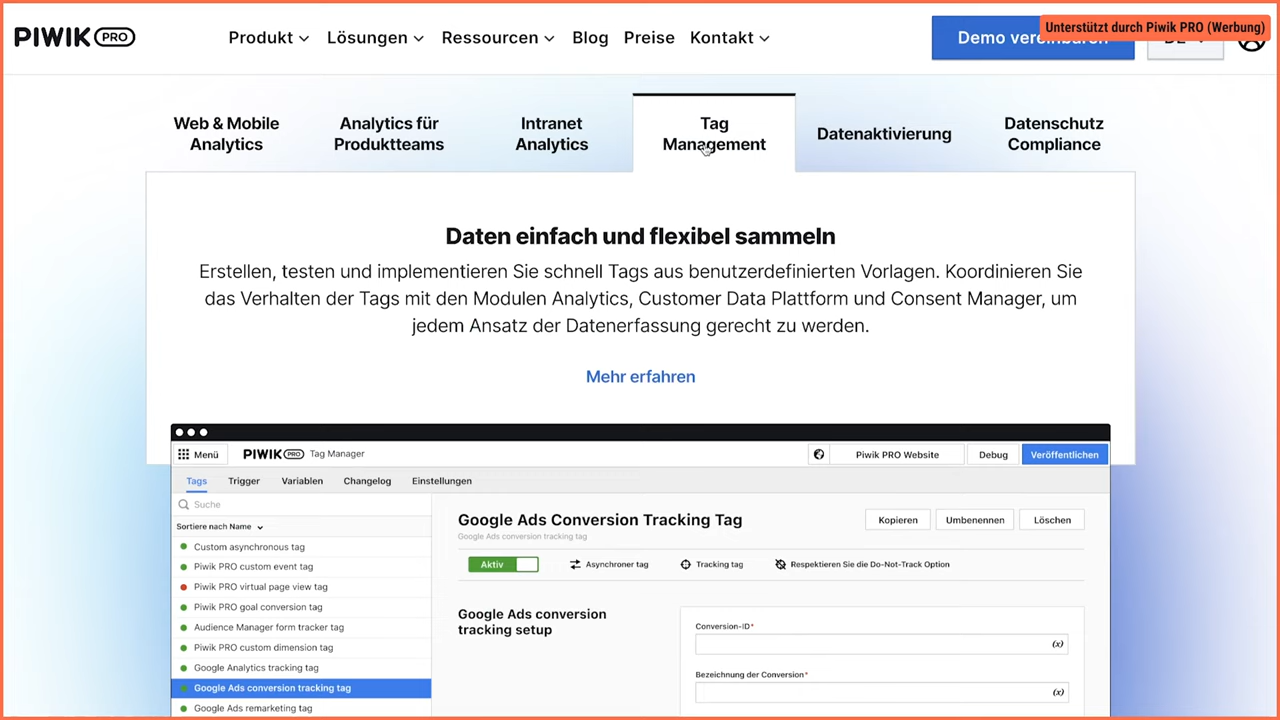 PIWIK PRO
Produkt
Lösungen
Ressourcen
Blog
Preise
Kontakt
Unterstützt durch Piwik PRO (Werbung)
Web & Mobile
Analytics
Analytics für
Produktteams
Intranet
Analytics
Tag
Management
Datenaktivierung
Datenschutz
Compliance
Daten einfach und flexibel sammeln
Erstellen, testen und implementieren Sie schnell Tags aus benutzerdefinierten Vorlagen. Koordinieren Sie
das Verhalten der Tags mit den Modulen Analytics, Customer Data Plattform und Consent Manager, um
jedem Ansatz der Datenerfassung gerecht zu werden.
Mehr erfahren
Menü
PIWIK PRO Tag Manager
Piwik PRO Website
Debug
Veröffentlichen
Tags
Trigger
Variablen
Changelog
Einstellungen
Suche
Sortiere nach Name
Custom asynchronous tag
Piwik PRO custom event tag
Piwik PRO virtual page view tag
Piwik PRO goal conversion tag
Audience Manager form tracker tag
Piwik PRO custom dimension tag
Google Analytics tracking tag
Google Ads conversion tracking tag
Google Ads remarketing tag
Google Ads Conversion Tracking Tag
Google Ads conversion tracking tag
Kopieren
Umbenennen
Löschen
Aktiv
Asynchroner tag
Tracking tag
Respektieren Sie die Do-Not-Track Option
Google Ads conversion
tracking setup
Conversion-ID*
(x)
Bezeichnung der Conversion*
(x)